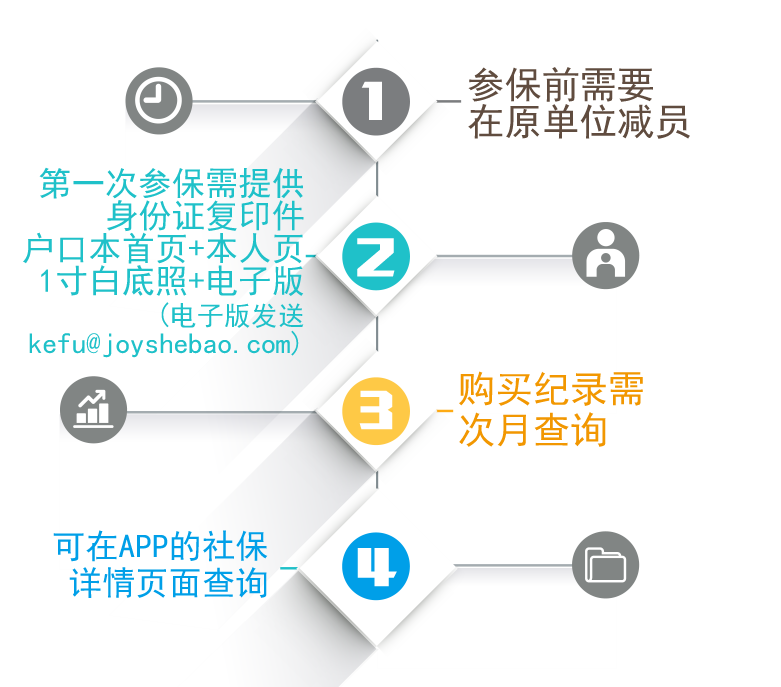 1
参保前需要
在原单位减员
第一次参保需提供
身份证复印件
户口本首页+本人页
1寸白底照+电子版
(电子版发送
kefu@joyshebao.com)
2
3
购买纪录需
次月查询
可在APP的社保
详情页面查询
4